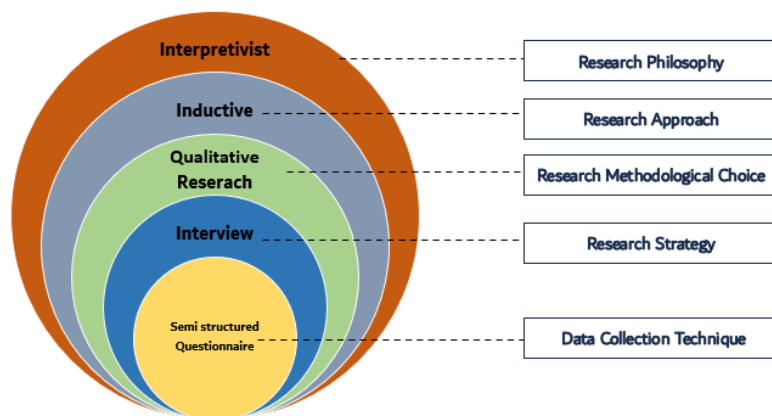 Interpretivist
Research Philosophy
Inductive
Research Approach
Qualitative
Reserach
Research Methodological Choice
Interview
Research Strategy
Semi structured
Questionnaire
Data Collection Technique